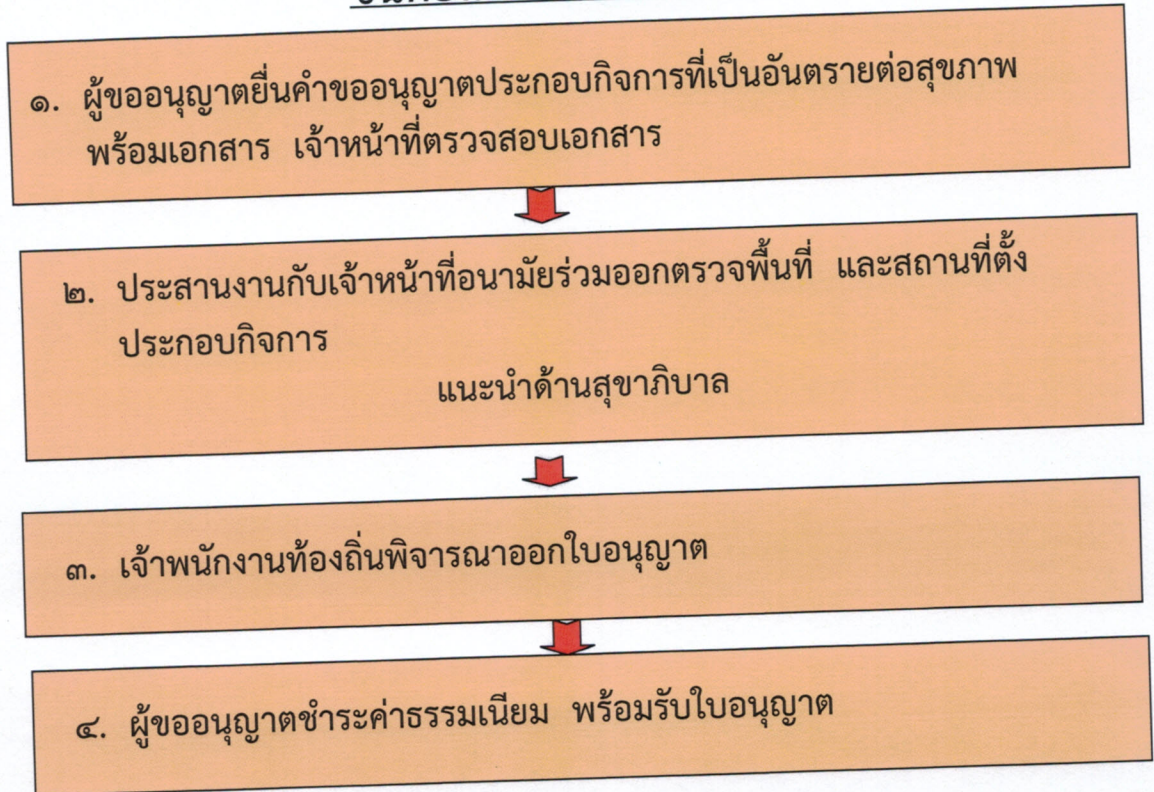 ๑. ผู้ขออนุญาตยื่นคำขออนุญาตประกอบกิจการที่เป็นอันตรายต่อสุขภาพ
พร้อมเอกสาร เจ้าหน้าที่ตรวจสอบเอกสาร
๒. ประสานงานกับเจ้าหน้าที่อนามัยร่วมออกตรวจพื้นที่ และสถานที่ตั้ง
ประกอบกิจการ
แนะนำด้านสุขาภิบาล
๓. เจ้าพนักงานท้องถิ่นพิจารณาออกใบอนุญาต
๔. ผู้ขออนุญาตชำระค่าธรรมเนียม พร้อมรับใบอนุญาต